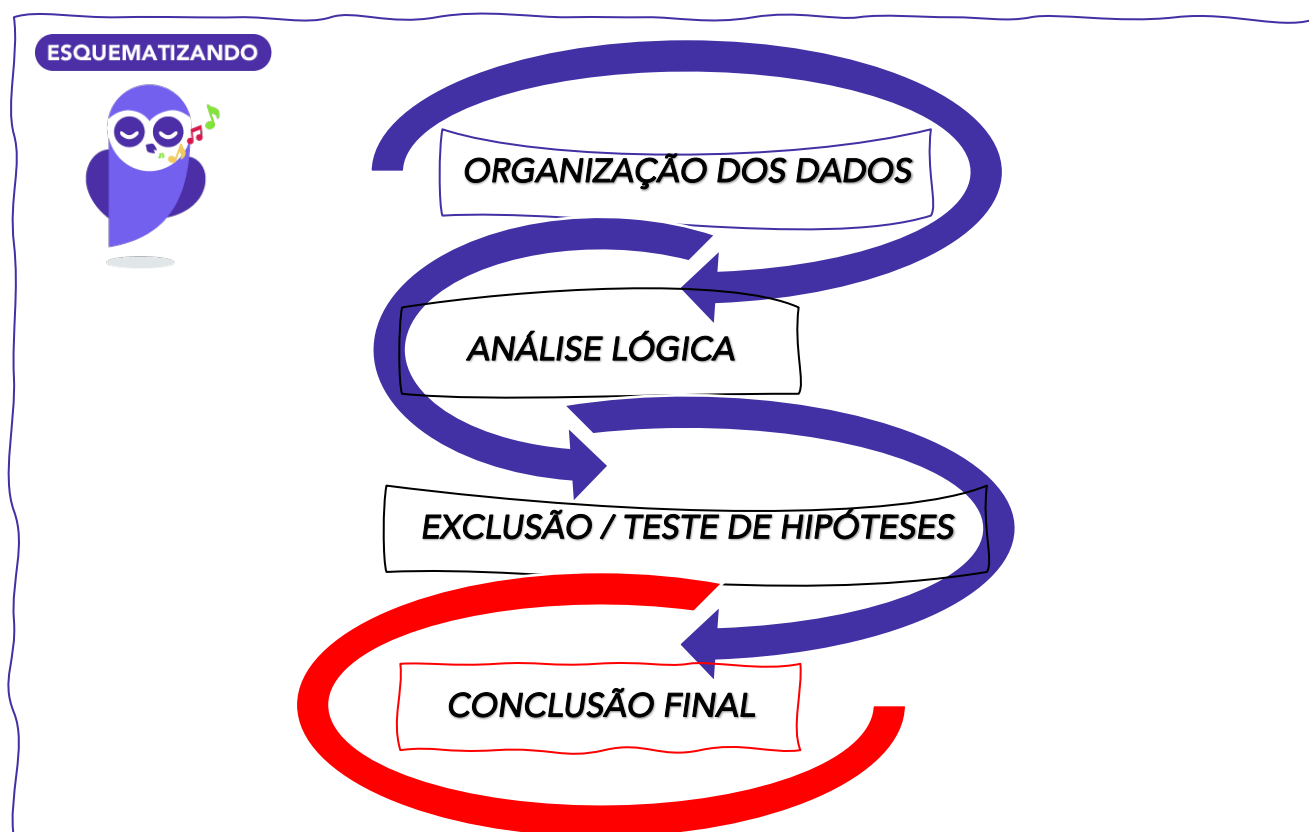 ESQUEMATIZANDO
ORGANIZAÇÃO DOS DADOS
ANÁLISE LÓGICA
EXCLUSÃO / TESTE DE HIPÓTESES
CONCLUSÃO FINAL